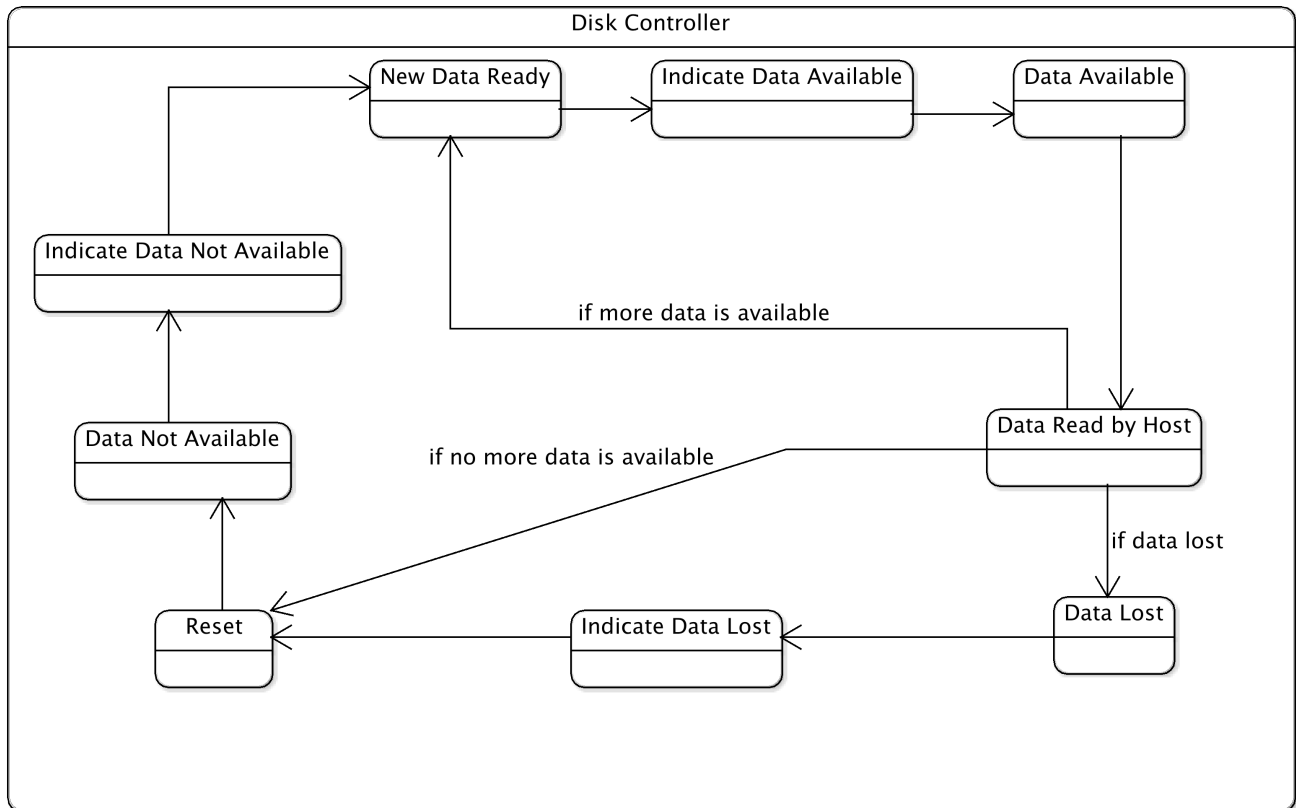 Disk Controller
New Data Ready
Indicate Data Available
Data Available
Indicate Data Not Available
if more data is available
Data Not Available
Data Read by Host
if no more data is available
if data lost
Reset
Indicate Data Lost
Data Lost